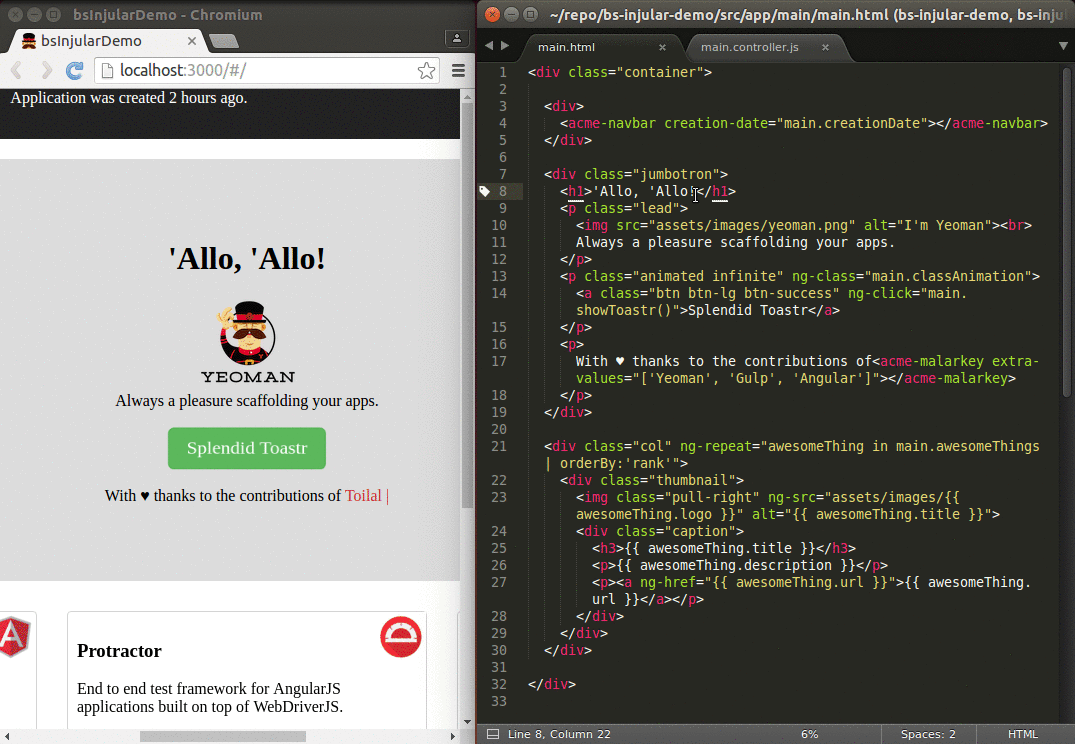 bsInjularDemo - Chromium
bsInjularDemo
localhost:3000/#/
Application was created 2 hours ago.
'Allo, 'Allo!
YEOMAN
Always a pleasure scaffolding your apps.
Splendid Toastr
With ♥ thanks to the contributions of Toilal |
Protractor
End to end test framework for AngularJS
applications built on top of WebDriverJS.
~/repo/bs-injular-demo/src/app/main/main.html (bs-injular-demo, bs-inju
main.html
main.controller.js
1 <div class="container">
2
3 <div>
4 <acme-navbar creation-date="main.creationDate"></acme-navbar>
5 </div>
6
7 <div class="jumbotron">
8 <h1>'Allo, 'Allo!</h1>
9 <p class="lead">
10 <img src="assets/images/yeoman.png" alt="I'm Yeoman"><br>
11 Always a pleasure scaffolding your apps.
12 </p>
13 <p class="animated infinite" ng-class="main.classAnimation">
14 <a class="btn btn-lg btn-success" ng-click="main.
showToastr()">Splendid Toastr</a>
15 </p>
16 <p>
17 With ♥ thanks to the contributions of<acme-malarkey extra-
values="['Yeoman', 'Gulp', 'Angular']"></acme-malarkey>
18 </p>
19 </div>
20
21 <div class="col" ng-repeat="awesomeThing in main.awesomeThings
| orderBy:'rank'">
22 <div class="thumbnail">
23 <img class="pull-right" ng-src="assets/images/{{
awesomeThing.logo }}" alt="{{ awesomeThing.title }}">
24 <div class="caption">
25 <h3>{{ awesomeThing.title }}</h3>
26 <p>{{ awesomeThing.description }}</p>
27 <p><a ng-href="{{ awesomeThing.url }}">{{ awesomeThing.
url }}</a></p>
28 </div>
29 </div>
30 </div>
31
32 </div>
33
Line 8, Column 22
6%
Spaces: 2
HTML